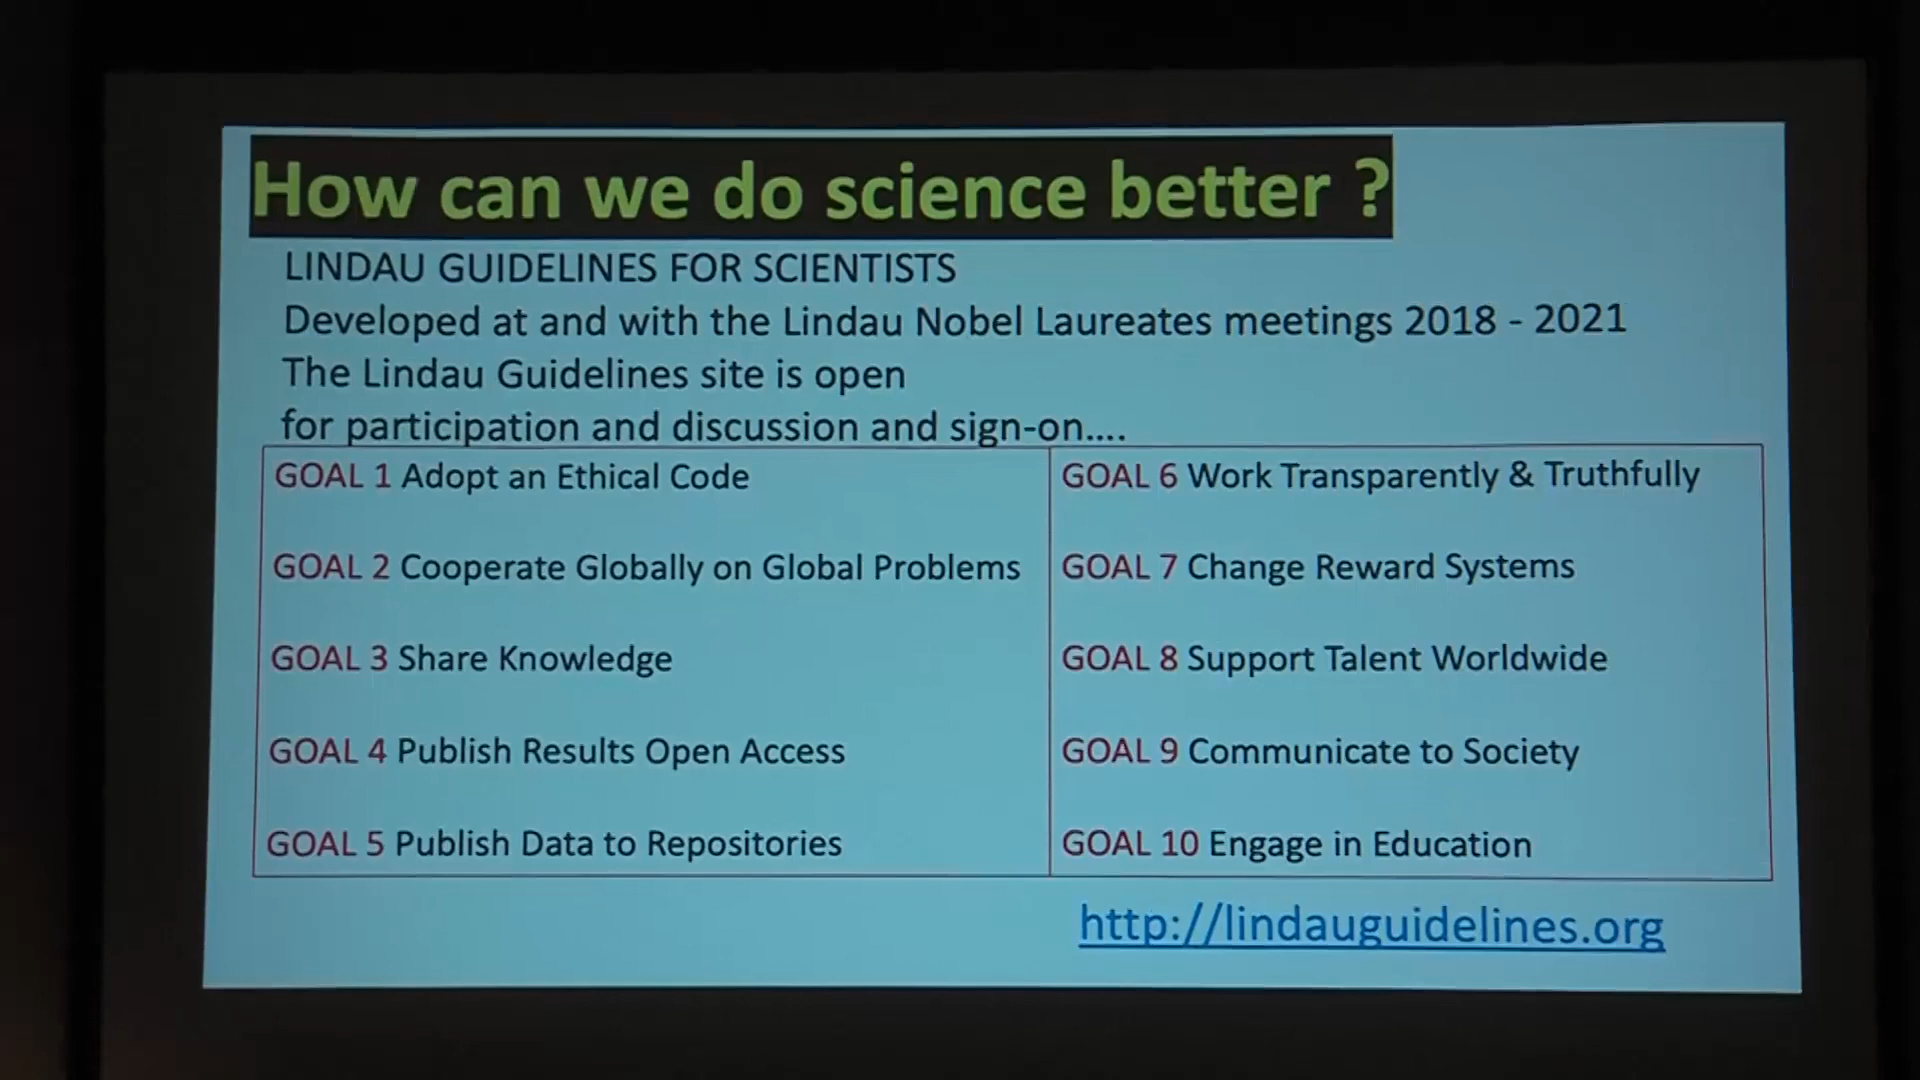 How can we do science better ?
LINDAU GUIDELINES FOR SCIENTISTS
Developed at and with the Lindau Nobel Laureates meetings 2018 - 2021
The Lindau Guidelines site is open
for participation and discussion and sign-on....
GOAL 1 Adopt an Ethical Code
GOAL 2 Cooperate Globally on Global Problems
GOAL 3 Share Knowledge
GOAL 4 Publish Results Open Access
GOAL 5 Publish Data to Repositories
GOAL 6 Work Transparently & Truthfully
GOAL 7 Change Reward Systems
GOAL 8 Support Talent Worldwide
GOAL 9 Communicate to Society
GOAL 10 Engage in Education
http://lindauguidelines.org